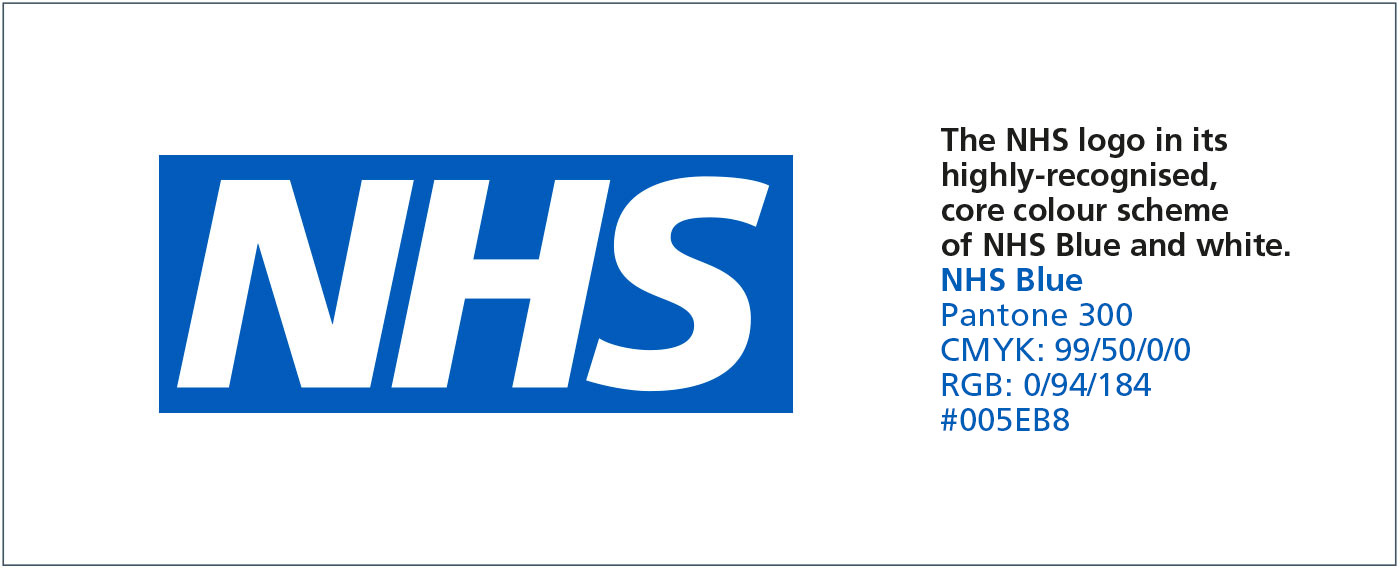 NHS
The NHS logo in its
highly-recognised,
core colour scheme
of NHS Blue and white.
NHS Blue
Pantone 300
CMYK: 99/50/0/0
RGB: 0/94/184
#005EB8